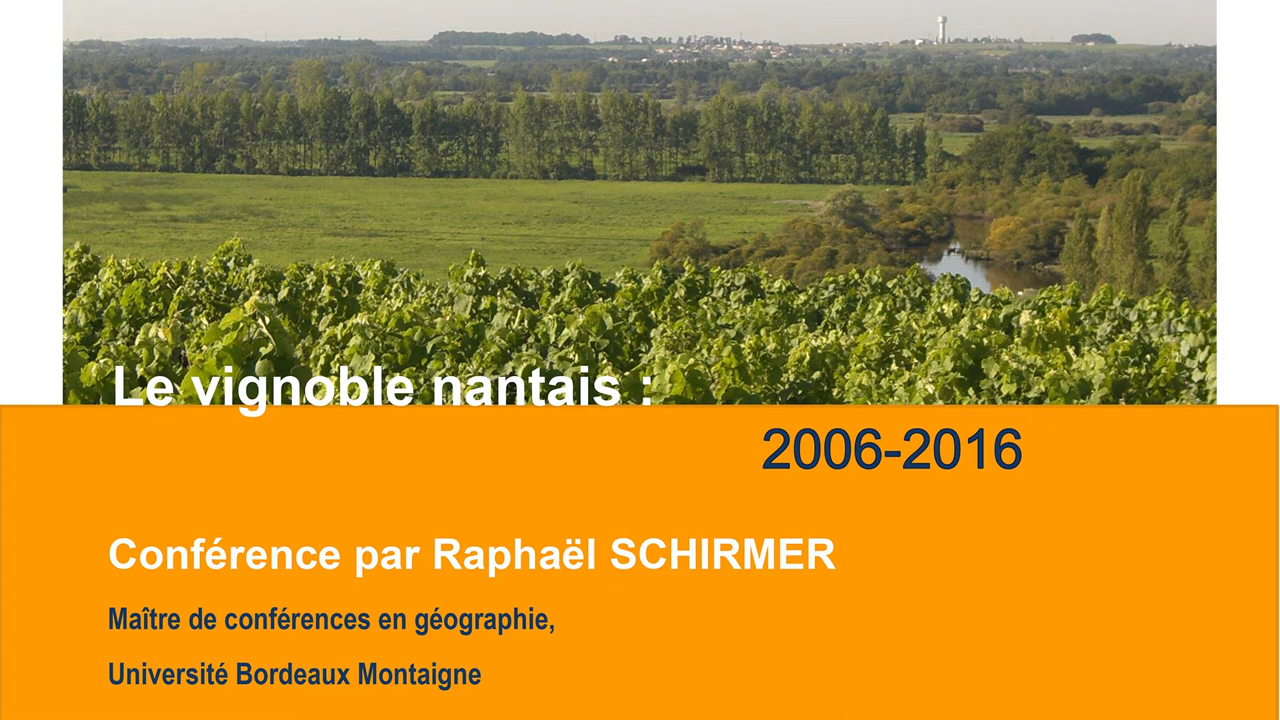 Le vignoble nantais :
2006-2016
Conférence par Raphaël SCHIRMER
Maître de conférences en géographie,
Université Bordeaux Montaigne